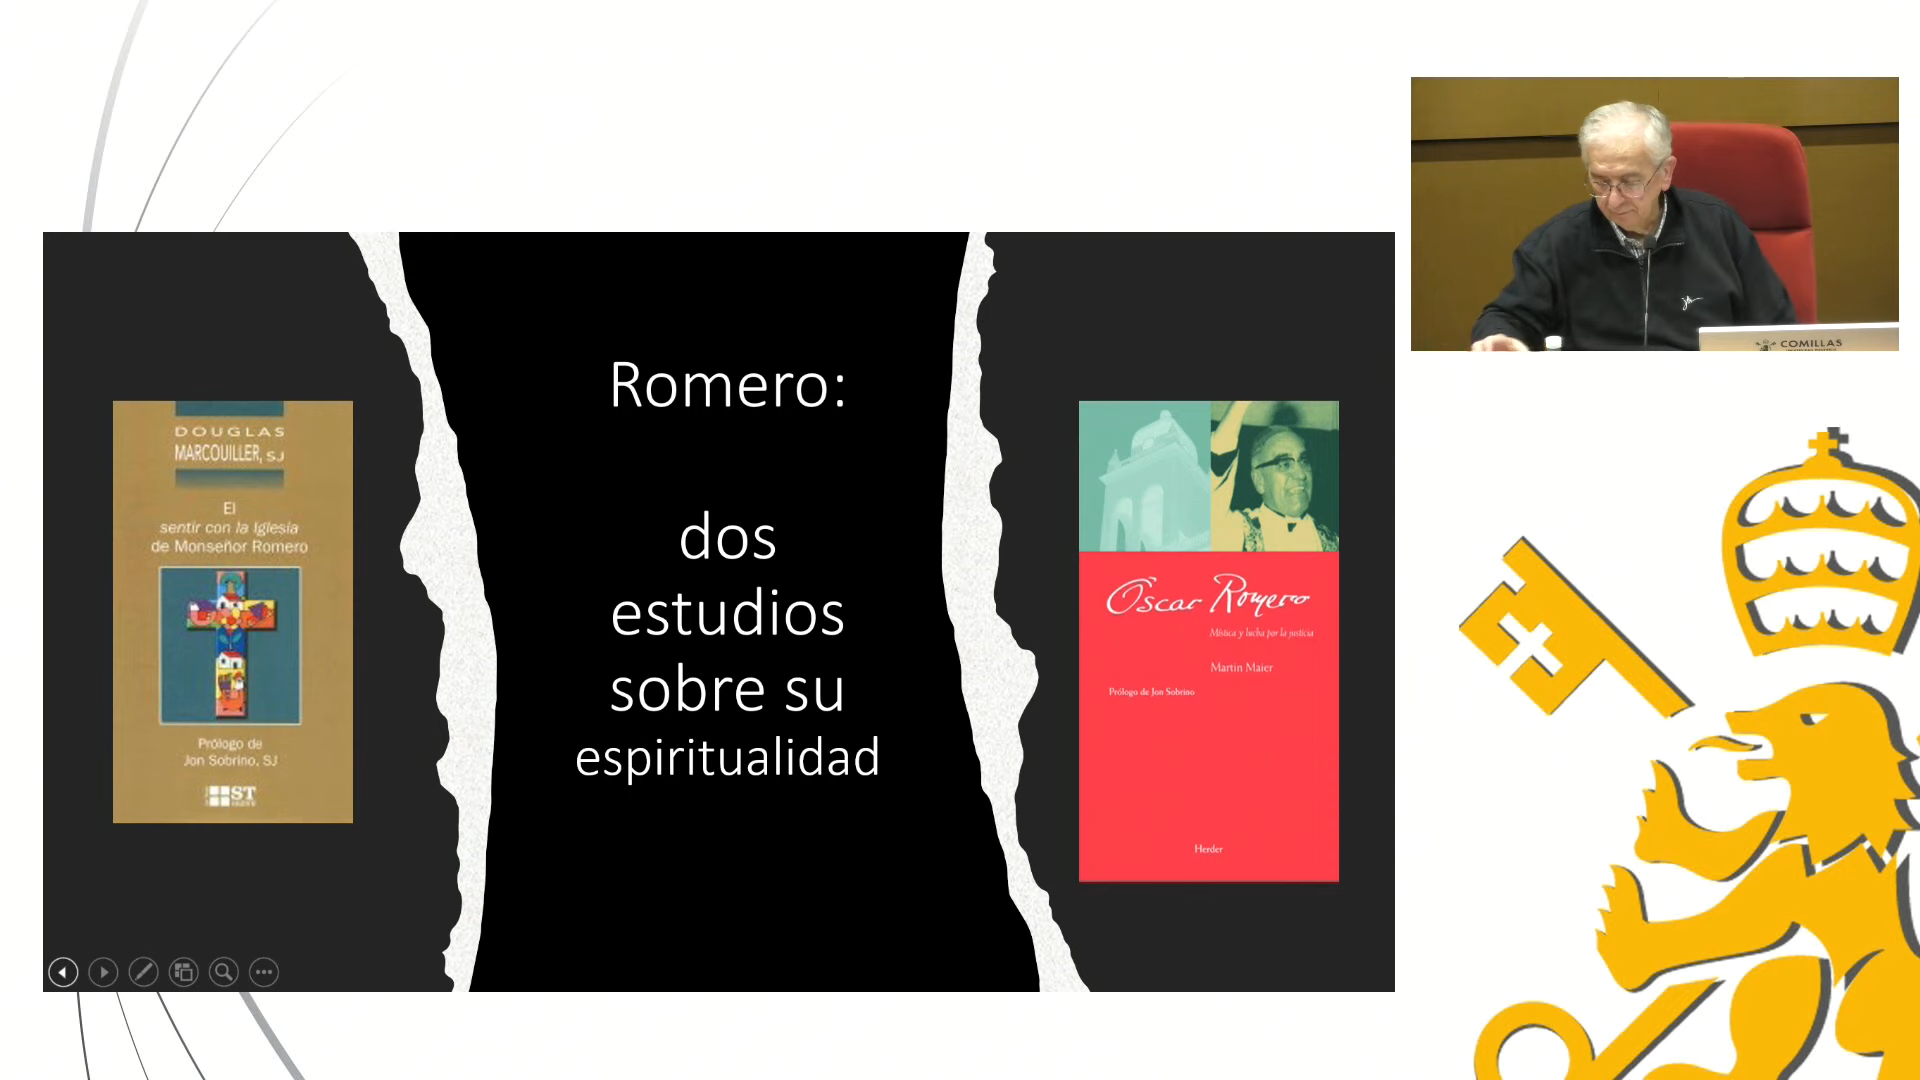 DOUGLAS
MARCOUILLER, SJ
El
sentir con la Iglesia
de Monseñor Romero
Prólogo de
Jon Sobrino, SJ
ST
Romero:
dos
estudios
sobre su
espiritualidad
Oscar Romero
Mística y lucha por la justicia
Martin Maier
Prólogo de Jon Sobrino
Herder
COMILLAS